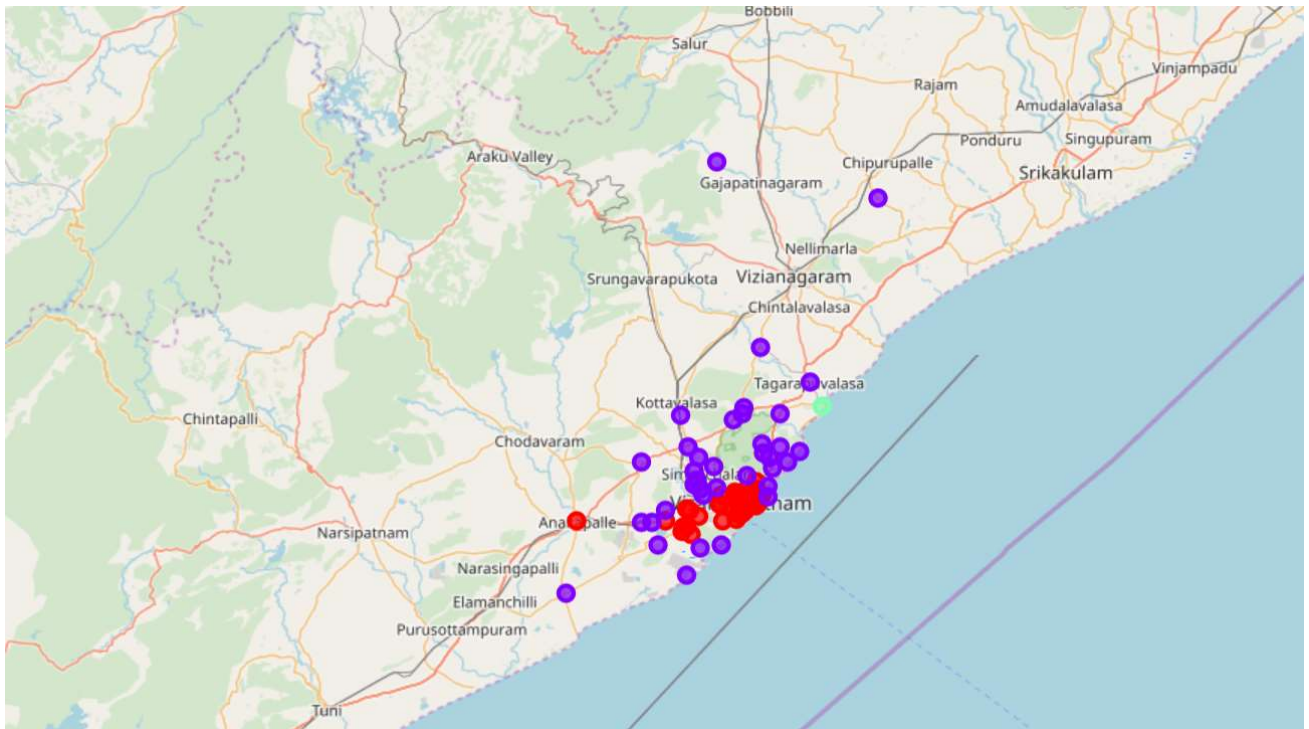 Bobbili
Salur
Vinjampadu
Rajam
Amudalavalasa
Ponduru
Singupuram
Araku Valley
Chipurupalle
Srikakulam
Gajapatinagaram
Nellimarla
Vizianagaram
Srungavarapukota
Chintalavalasa
Kottavalasa
Chintapalli
Chodavaram
Narsipatnam
Narasingapalli
Elamanchilli
Purusottampuram
Tuni